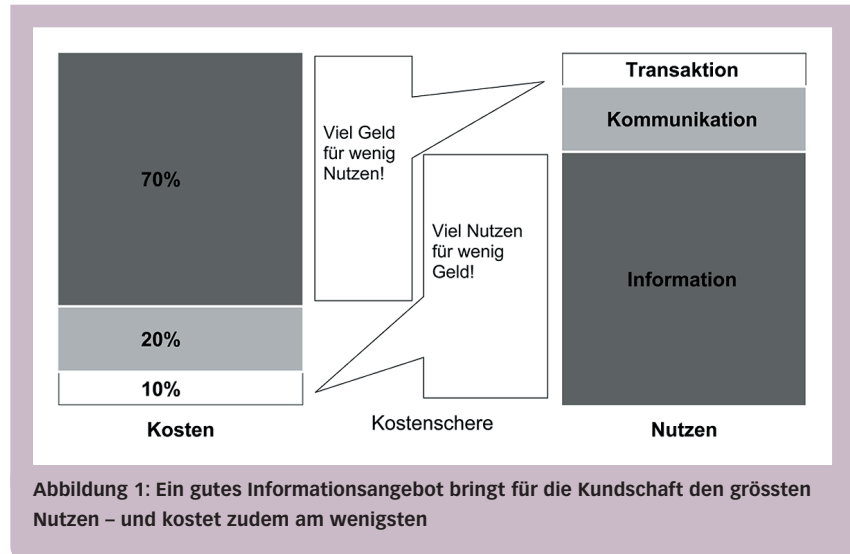 70%
20%
10%
Kosten
Viel Geld
für wenig
Nutzen!
Viel Nutzen
für wenig
Geld!
Kostenschere
Transaktion
Kommunikation
Information
Nutzen
Abbildung 1: Ein gutes Informationsangebot bringt für die Kundschaft den grössten
Nutzen – und kostet zudem am wenigsten